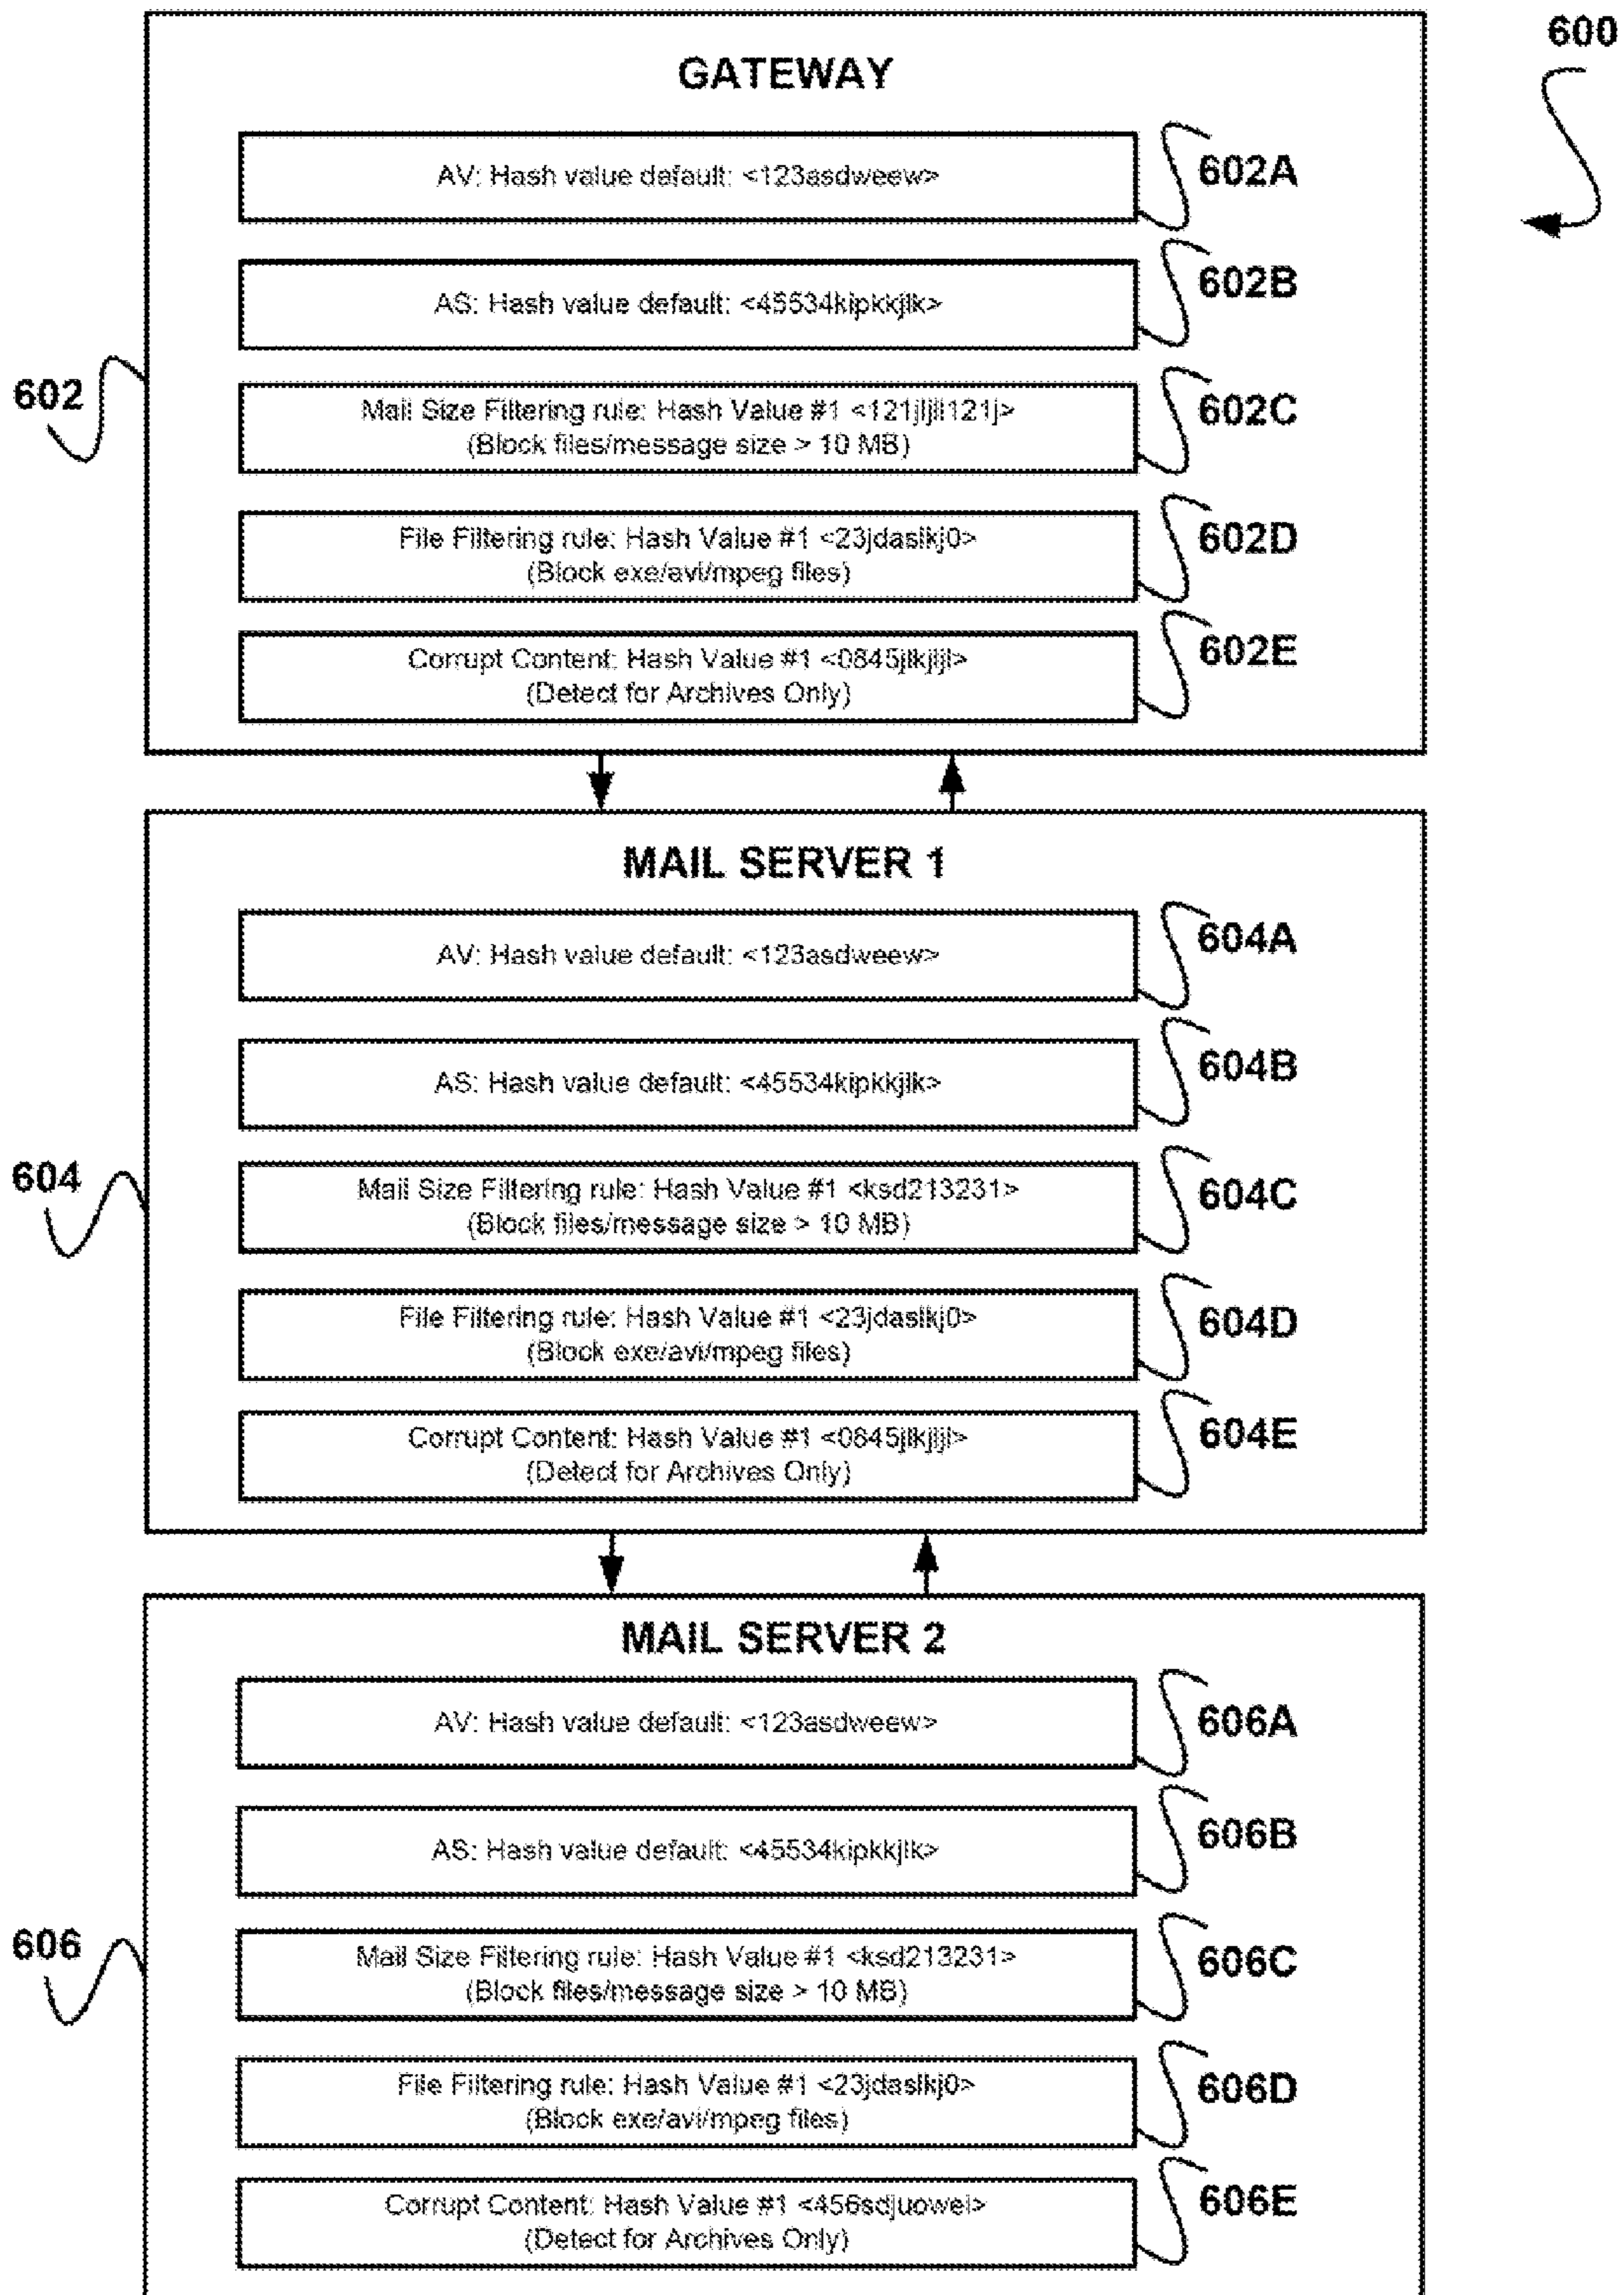 600
GATEWAY
AV: Hash value default: <123asdweew>
602A
AS: Hash value default: <45534kipkkjlk>
602B
602
Mail Size Filtering rule: Hash Value #1 <121jljjll121j>
(Block files/message size > 10 MB)
602C
File Filtering rule: Hash Value #1 <23jdaslkj0>
(Block exe/avi/mpeg files)
602D
Corrupt Content: Hash Value #1 <0845jlkjljl>
(Detect for Archives Only)
602E
MAIL SERVER 1
AV: Hash value default: <123asdweew>
604A
AS: Hash value default: <45534kipkkjlk>
604B
604
Mail Size Filtering rule: Hash Value #1 <ksd213231>
(Block files/message size > 10 MB)
604C
File Filtering rule: Hash Value #1 <23jdaslkj0>
(Block exe/avi/mpeg files)
604D
Corrupt Content: Hash Value #1 <0845jlkjljl>
(Detect for Archives Only)
604E
MAIL SERVER 2
AV: Hash value default: <123asdweew>
606A
AS: Hash value default: <45534kipkkjlk>
606B
606
Mail Size Filtering rule: Hash Value #1 <ksd213231>
(Block files/message size > 10 MB)
606C
File Filtering rule: Hash Value #1 <23jdaslkj0>
(Block exe/avi/mpeg files)
606D
Corrupt Content: Hash Value #1 <456sdjuowei>
(Detect for Archives Only)
606E